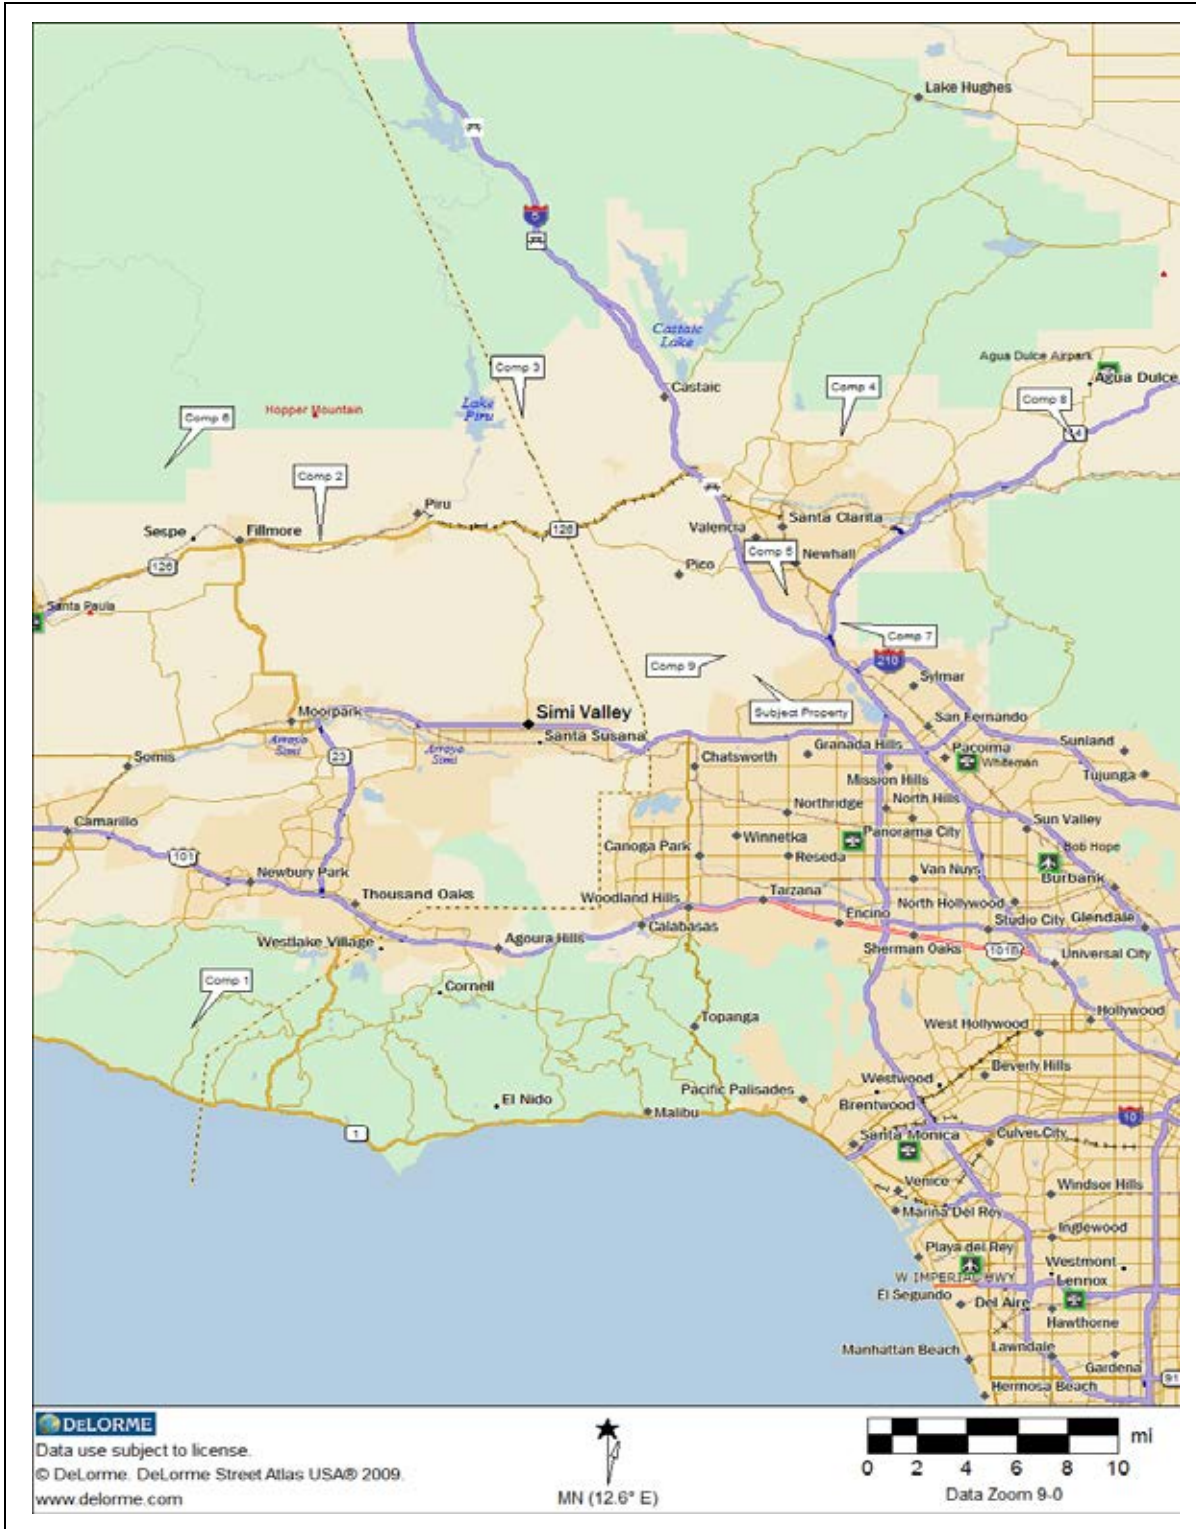 Lake Hughes
5
Castaic
Lake
Agua Dulce Airpark
Agua Dulce
Comp 3
Castaic
Comp 4
Comp 8
14
Comp 6
Hopper Mountain
Lake
Piru
Comp 2
Piru
Sespe
Fillmore
126
126
Santa Clarita
Valencia
Comp 5
Newhall
Pico
Santa Paula
Comp 7
Comp 9
210
Sylmar
Subject Property
Moorpark
Simi Valley
San Fernando
Arroyo
Simi
Santa Susana
Arroyo
Simi
Granada Hills
Pacoima
Sunland
Somis
23
Chatsworth
Whiteman
Mission Hills
Tujunga
Northridge
North Hills
Camarillo
Sun Valley
Winnetka
Panorama City
101
Canoga Park
Reseda
Bob Hope
Newbury Park
Van Nuys
Burbank
Thousand Oaks
Woodland Hills
Tarzana
North Hollywood
Encino
Studio City
Glendale
Calabasas
Westlake Village
Agoura Hills
Sherman Oaks
101B
Universal City
Comp 1
Cornell
Hollywood
Topanga
West Hollywood
Beverly Hills
Westwood
Pacific Palisades
El Nido
Brentwood
Malibu
10
1
Santa Monica
Culver City
Venice
Windsor Hills
Marina Del Rey
Inglewood
Playa del Rey
Westmont
W IMPERIAL HWY
Lennox
El Segundo
Del Aire
Hawthorne
Manhattan Beach
Lawndale
Gardena
91
Hermosa Beach
DELORME
Data use subject to license.
© DeLorme. DeLorme Street Atlas USA® 2009.
www.delorme.com
MN (12.6° E)
mi
0 2 4 6 8 10
Data Zoom 9-0